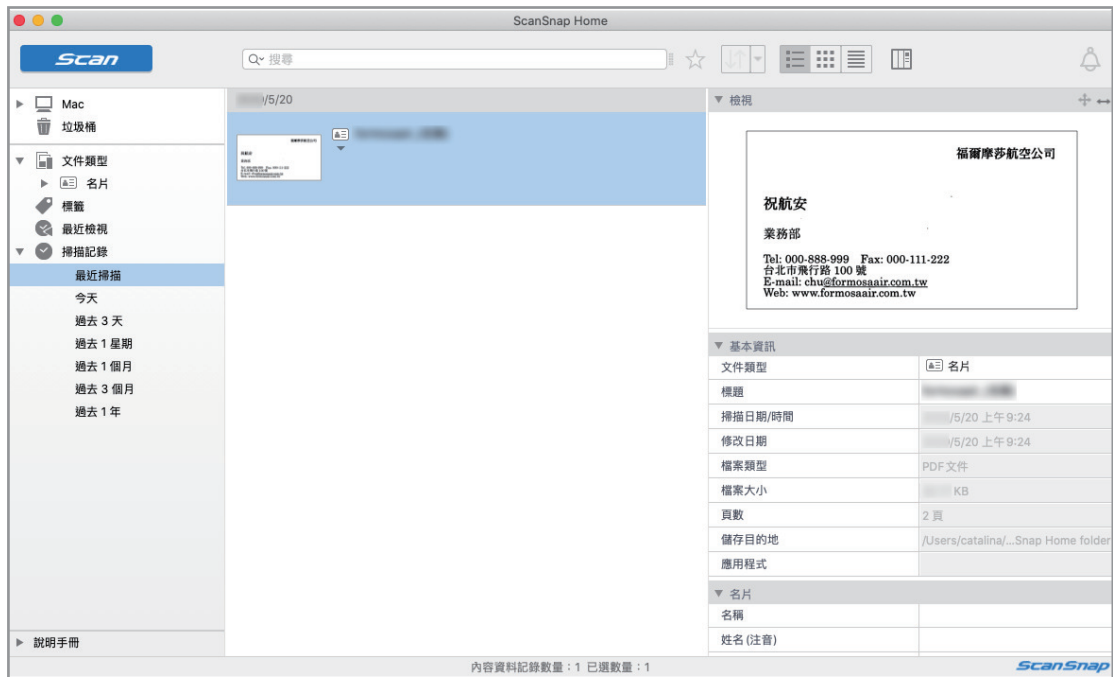 ScanSnap Home
Scan
搜尋
Mac
垃圾桶
文件類型
名片
標籤
最近檢視
掃描記錄
最近掃描
今天
過去 3 天
過去 1 星期
過去 1 個月
過去 3 個月
過去 1 年
說明手冊
/5/20
檢視
福爾摩莎航空公司
祝航安
業務部
Tel: 000-888-999 Fax: 000-111-222
台北市飛行路 100 號
E-mail: chu@formosaair.com.tw
Web: www.formosaair.com.tw
基本資訊
文件類型 名片
標題
掃描日期/時間 /5/20 上午 9:24
修改日期 /5/20 上午 9:24
檔案類型 PDF 文件
檔案大小 KB
頁數 2 頁
儲存目的地 /Users/catalina/...Snap Home folder
應用程式
名片
名稱
姓名 (注音)
內容資料記錄數量：1 已選數量：1
ScanSnap